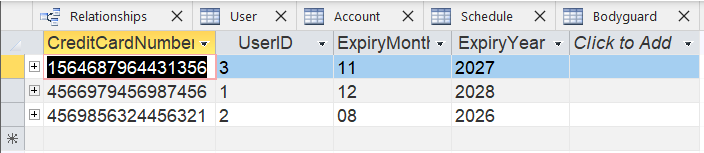 Relationships User Account Schedule Bodyguard
CreditCardNumber UserID ExpiryMonth ExpiryYear Click to Add
1564687964431356 3 11 2027
4566979456987456 1 12 2028
4569856324456321 2 08 2026